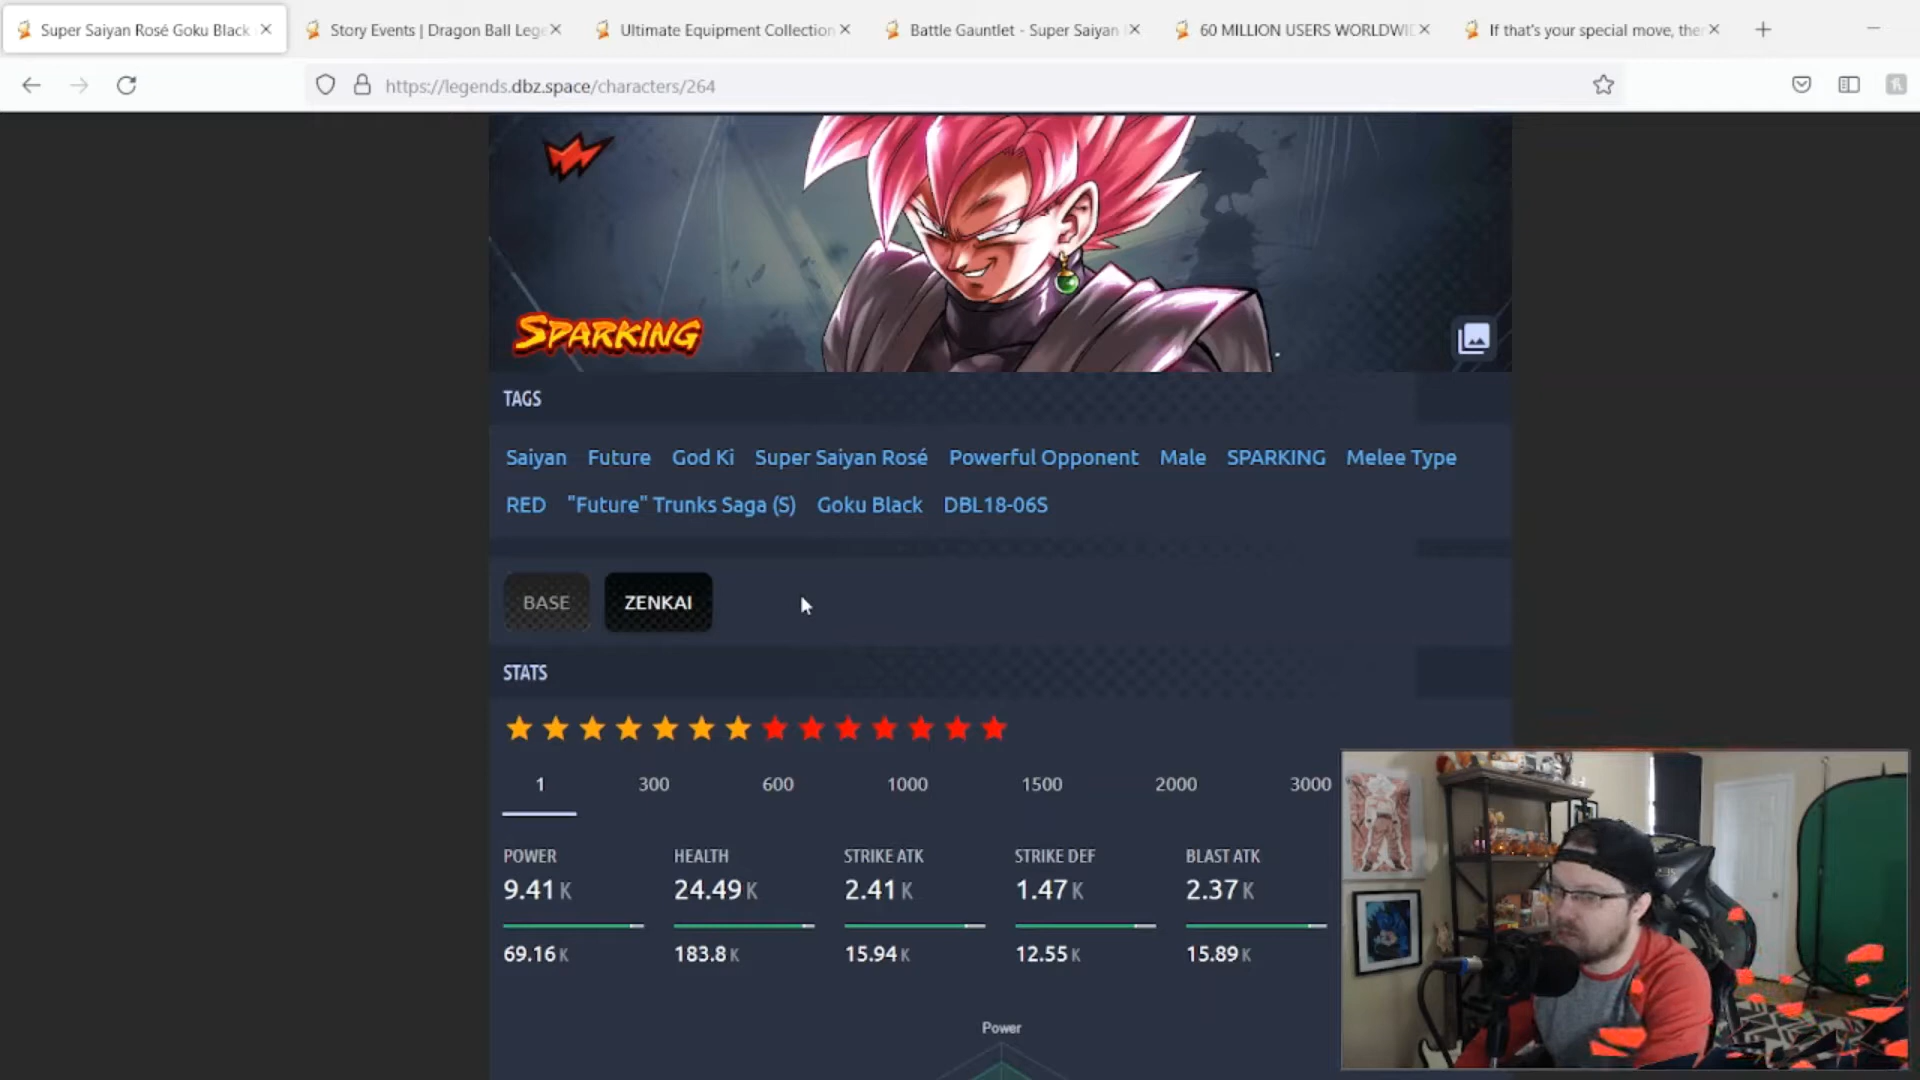 Super Saiyan Rosé Goku Black
Story Events | Dragon Ball Lege
Ultimate Equipment Collection
Battle Gauntlet - Super Saiyan
60 MILLION USERS WORLDWI
If that's your special move, the
https://legends.dbz.space/characters/264
SPARKING
TAGS
Saiyan Future God Ki Super Saiyan Rosé Powerful Opponent Male SPARKING Melee Type
RED "Future" Trunks Saga (S) Goku Black DBL18-06S
BASE ZENKAI
STATS
1 300 600 1000 1500 2000 3000
POWER HEALTH STRIKE ATK STRIKE DEF BLAST ATK
9.41 K 24.49 K 2.41 K 1.47 K 2.37 K
69.16 K 183.8 K 15.94 K 12.55 K 15.89 K
Power